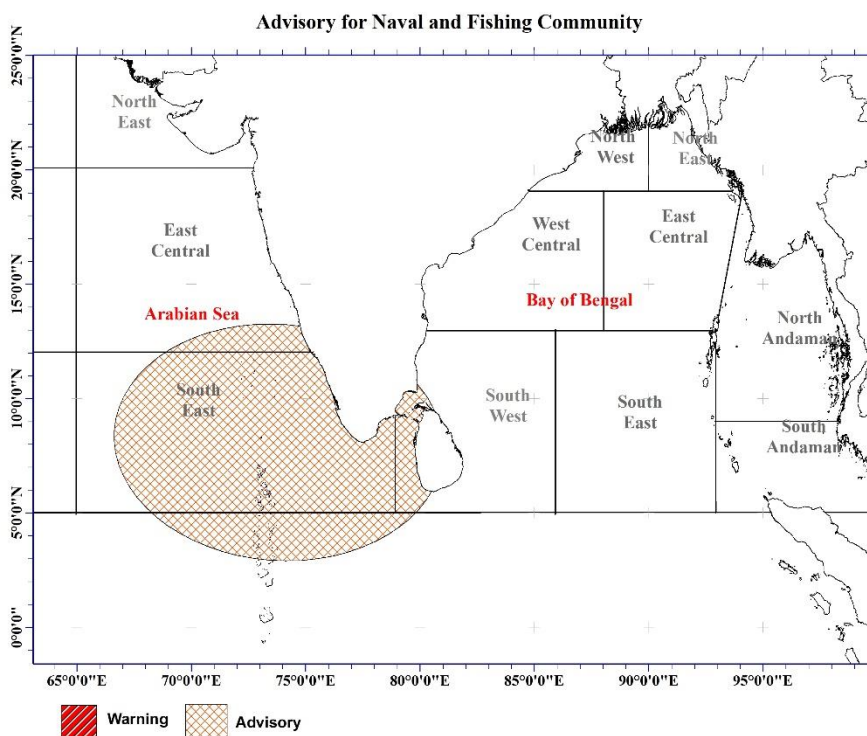 Advisory for Naval and Fishing Community
25°0'0"N
20°0'0"N
15°0'0"N
10°0'0"N
5°0'0"N
0°0'0"
North
East
East
Central
Arabian Sea
South
East
North
West
North
East
West
Central
East
Central
Bay of Bengal
North
Andaman
South
West
South
East
South
Andaman
65°0'0"E
70°0'0"E
75°0'0"E
80°0'0"E
85°0'0"E
90°0'0"E
95°0'0"E
Warning
Advisory